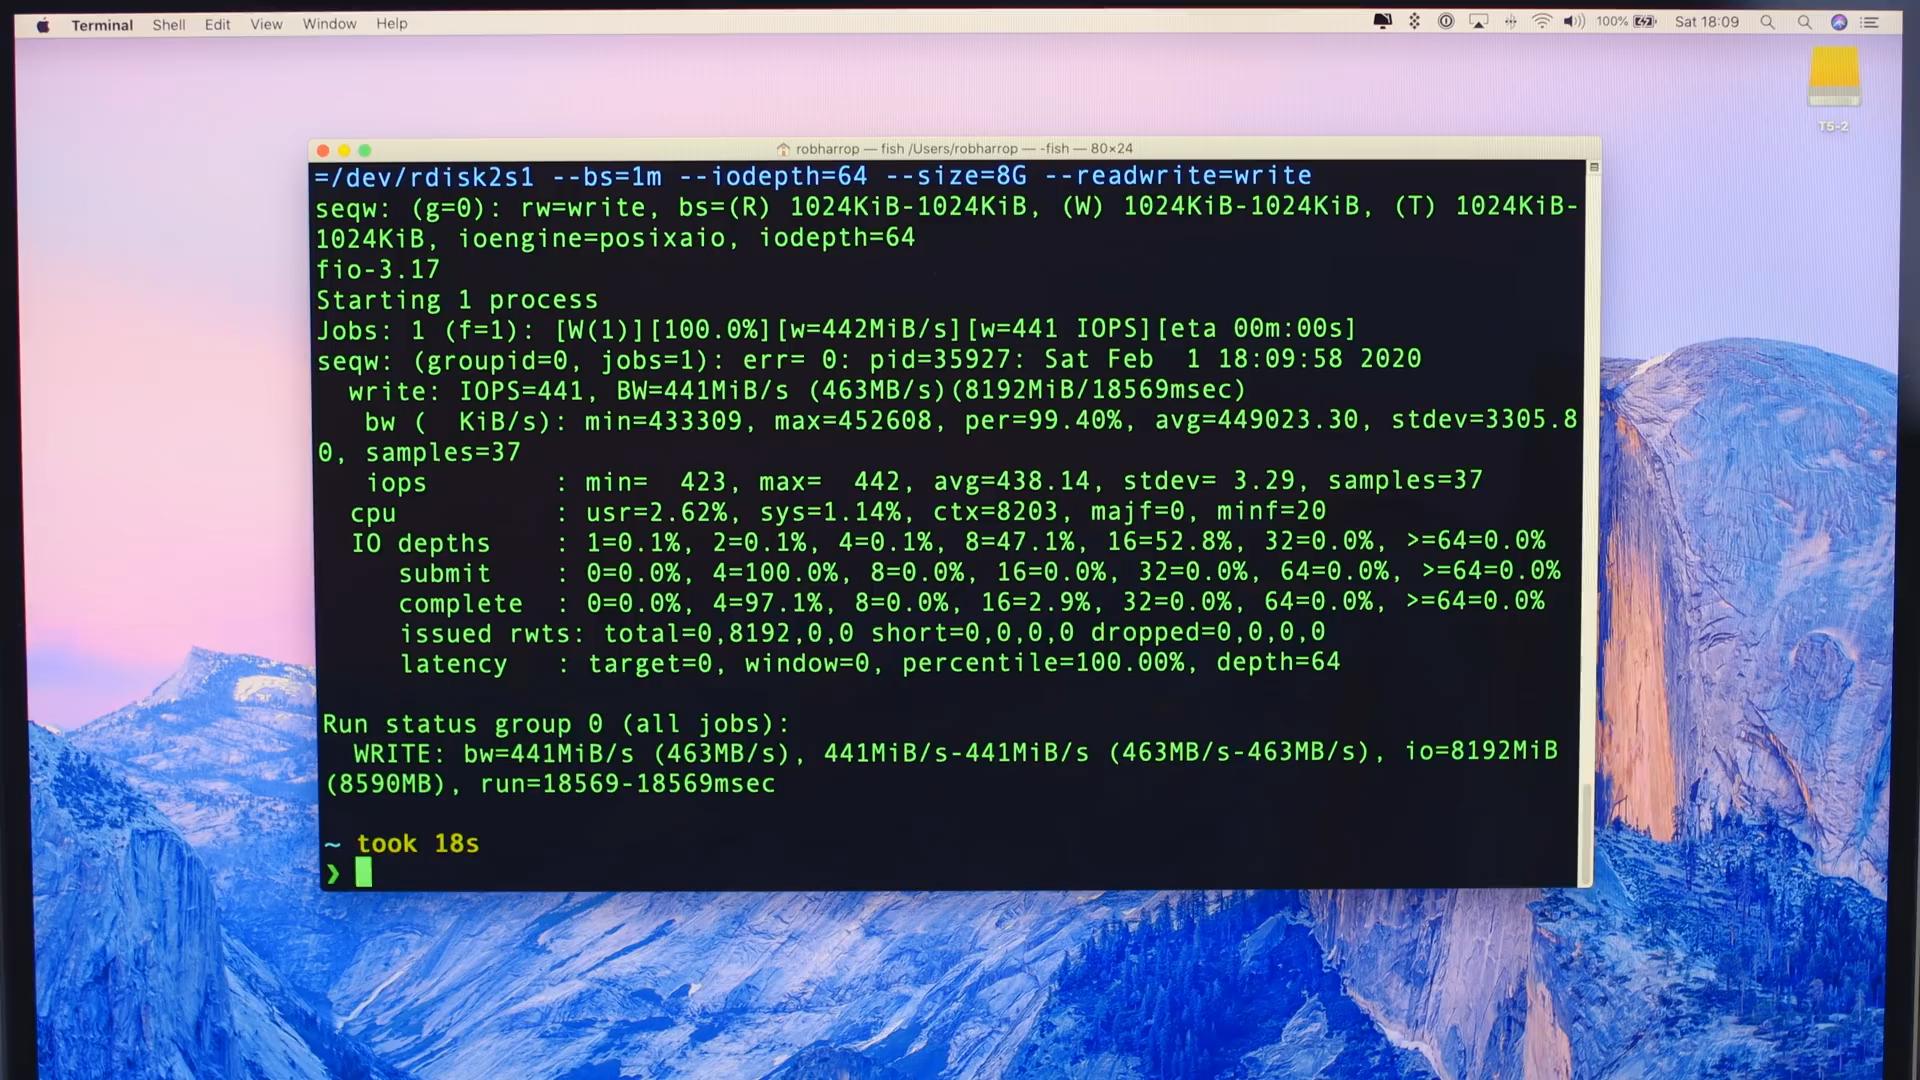 Terminal Shell Edit View Window Help 100% Sat 18:09
T5-2
robharrop — fish /Users/robharrop — -fish — 80×24
=/dev/rdisk2s1 --bs=1m --iodepth=64 --size=8G --readwrite=write
seqw: (g=0): rw=write, bs=(R) 1024KiB-1024KiB, (W) 1024KiB-1024KiB, (T) 1024KiB-
1024KiB, ioengine=posixaio, iodepth=64
fio-3.17
Starting 1 process
Jobs: 1 (f=1): [W(1)][100.0%][w=442MiB/s][w=441 IOPS][eta 00m:00s]
seqw: (groupid=0, jobs=1): err= 0: pid=35927: Sat Feb  1 18:09:58 2020
  write: IOPS=441, BW=441MiB/s (463MB/s)(8192MiB/18569msec)
   bw (  KiB/s): min=433309, max=452608, per=99.40%, avg=449023.30, stdev=3305.8
0, samples=37
   iops        : min=  423, max=  442, avg=438.14, stdev= 3.29, samples=37
  cpu          : usr=2.62%, sys=1.14%, ctx=8203, majf=0, minf=20
  IO depths    : 1=0.1%, 2=0.1%, 4=0.1%, 8=47.1%, 16=52.8%, 32=0.0%, >=64=0.0%
     submit    : 0=0.0%, 4=100.0%, 8=0.0%, 16=0.0%, 32=0.0%, 64=0.0%, >=64=0.0%
     complete  : 0=0.0%, 4=97.1%, 8=0.0%, 16=2.9%, 32=0.0%, 64=0.0%, >=64=0.0%
     issued rwts: total=0,8192,0,0 short=0,0,0,0 dropped=0,0,0,0
     latency   : target=0, window=0, percentile=100.00%, depth=64
Run status group 0 (all jobs):
  WRITE: bw=441MiB/s (463MB/s), 441MiB/s-441MiB/s (463MB/s-463MB/s), io=8192MiB
(8590MB), run=18569-18569msec
~ took 18s
❯